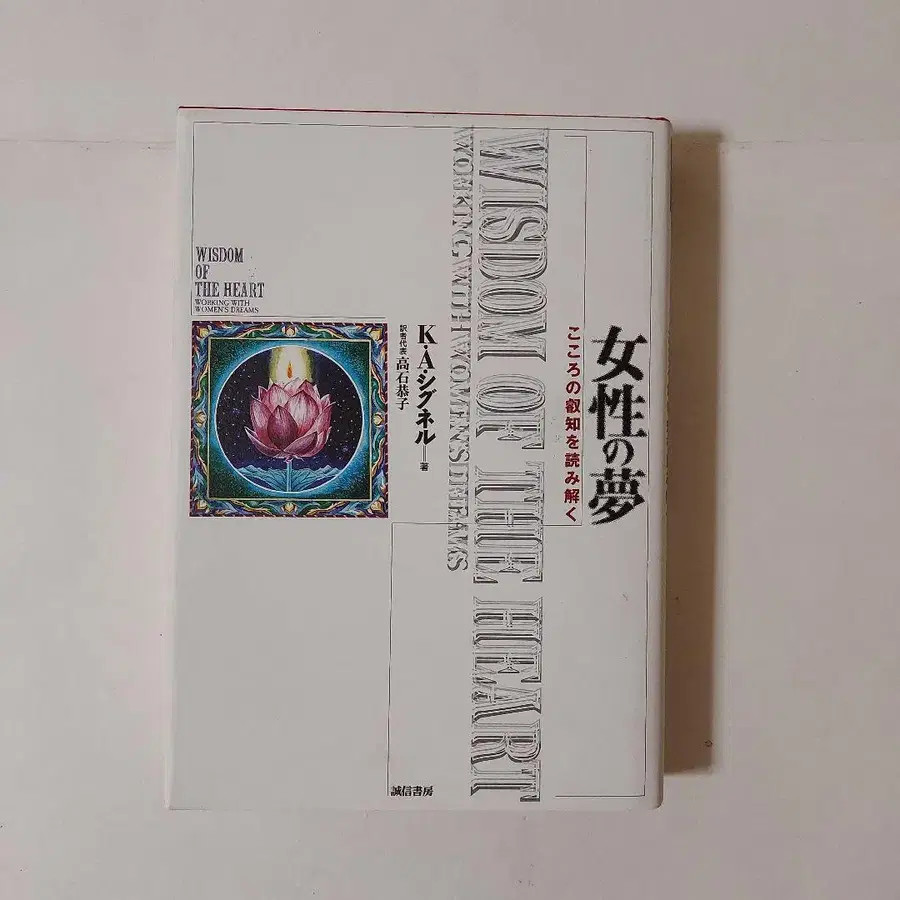 女性の夢
こころの叡知を読み解く
WISDOM OF THE HEART
WORKING WITH WOMEN'S DREAMS
K・A・シグネル―著
訳者代表 高石恭子
WISDOM
OF
THE HEART
WORKING WITH
WOMEN'S DREAMS
誠信書房